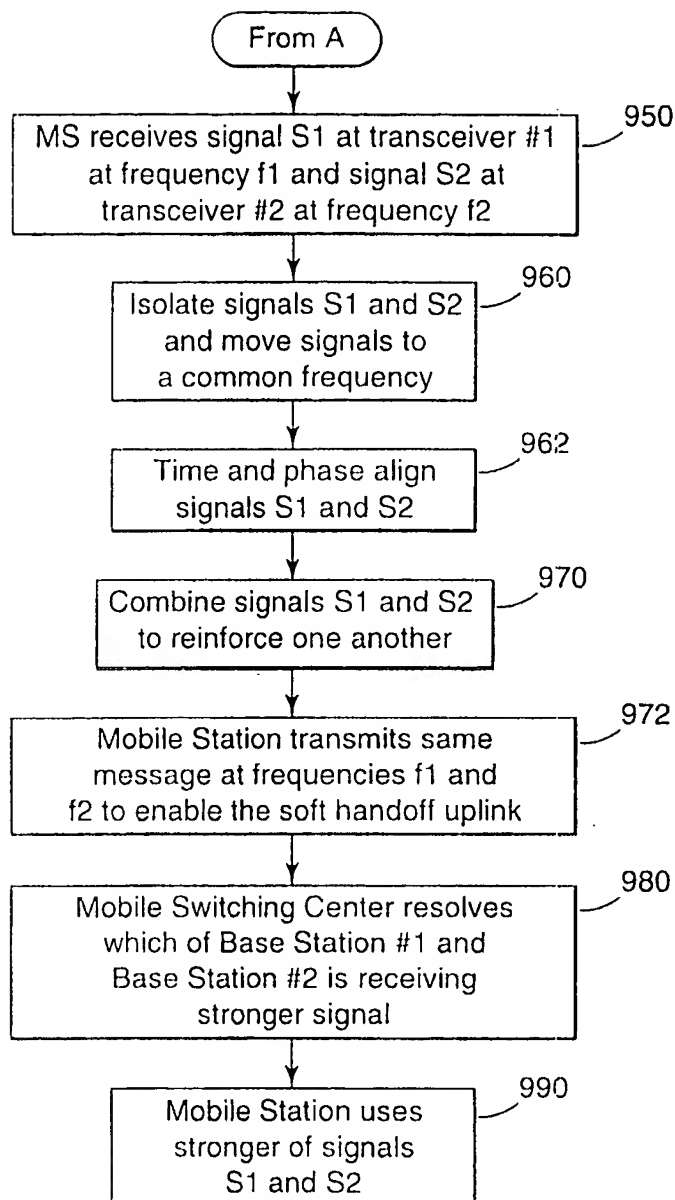 From A
MS receives signal S1 at transceiver #1
at frequency f1 and signal S2 at
transceiver #2 at frequency f2
950
Isolate signals S1 and S2
and move signals to
a common frequency
960
Time and phase align
signals S1 and S2
962
Combine signals S1 and S2
to reinforce one another
970
Mobile Station transmits same
message at frequencies f1 and
f2 to enable the soft handoff uplink
972
Mobile Switching Center resolves
which of Base Station #1 and
Base Station #2 is receiving
stronger signal
980
Mobile Station uses
stronger of signals
S1 and S2
990